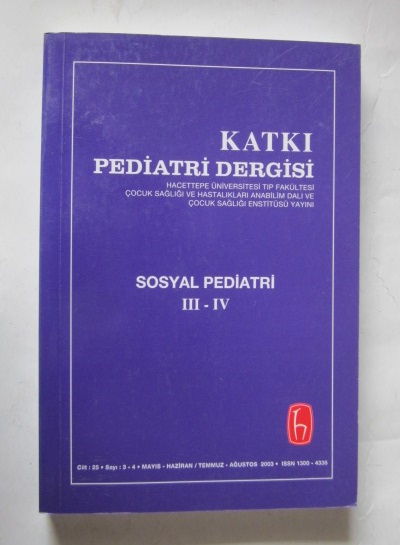 KATKI
PEDİATRİ DERGİSİ
HACETTEPE ÜNİVERSİTESİ TIP FAKÜLTESİ
ÇOCUK SAĞLIĞI VE HASTALIKLARI ANABİLİM DALI VE
ÇOCUK SAĞLIĞI ENSTİTÜSÜ YAYINI
SOSYAL PEDİATRİ
III - IV
Cilt : 25 • Sayı : 3 - 4 • MAYIS - HAZİRAN / TEMMUZ - AĞUSTOS 2003 • ISSN 1300 - 4336